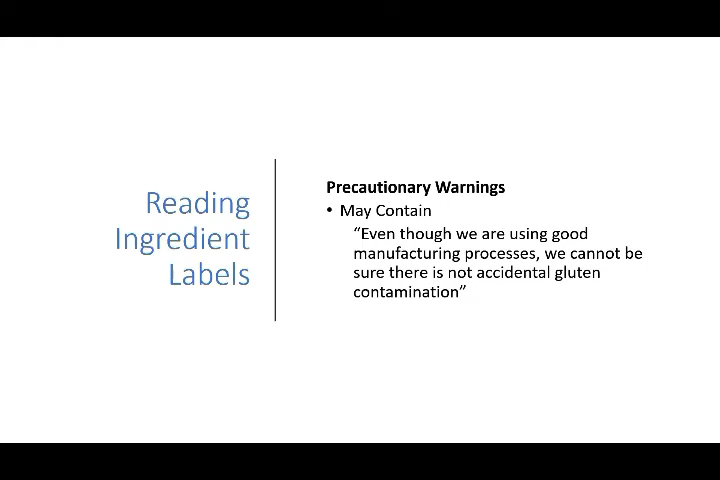 Reading
Ingredient
Labels
Precautionary Warnings
• May Contain
“Even though we are using good
manufacturing processes, we cannot be
sure there is not accidental gluten
contamination”